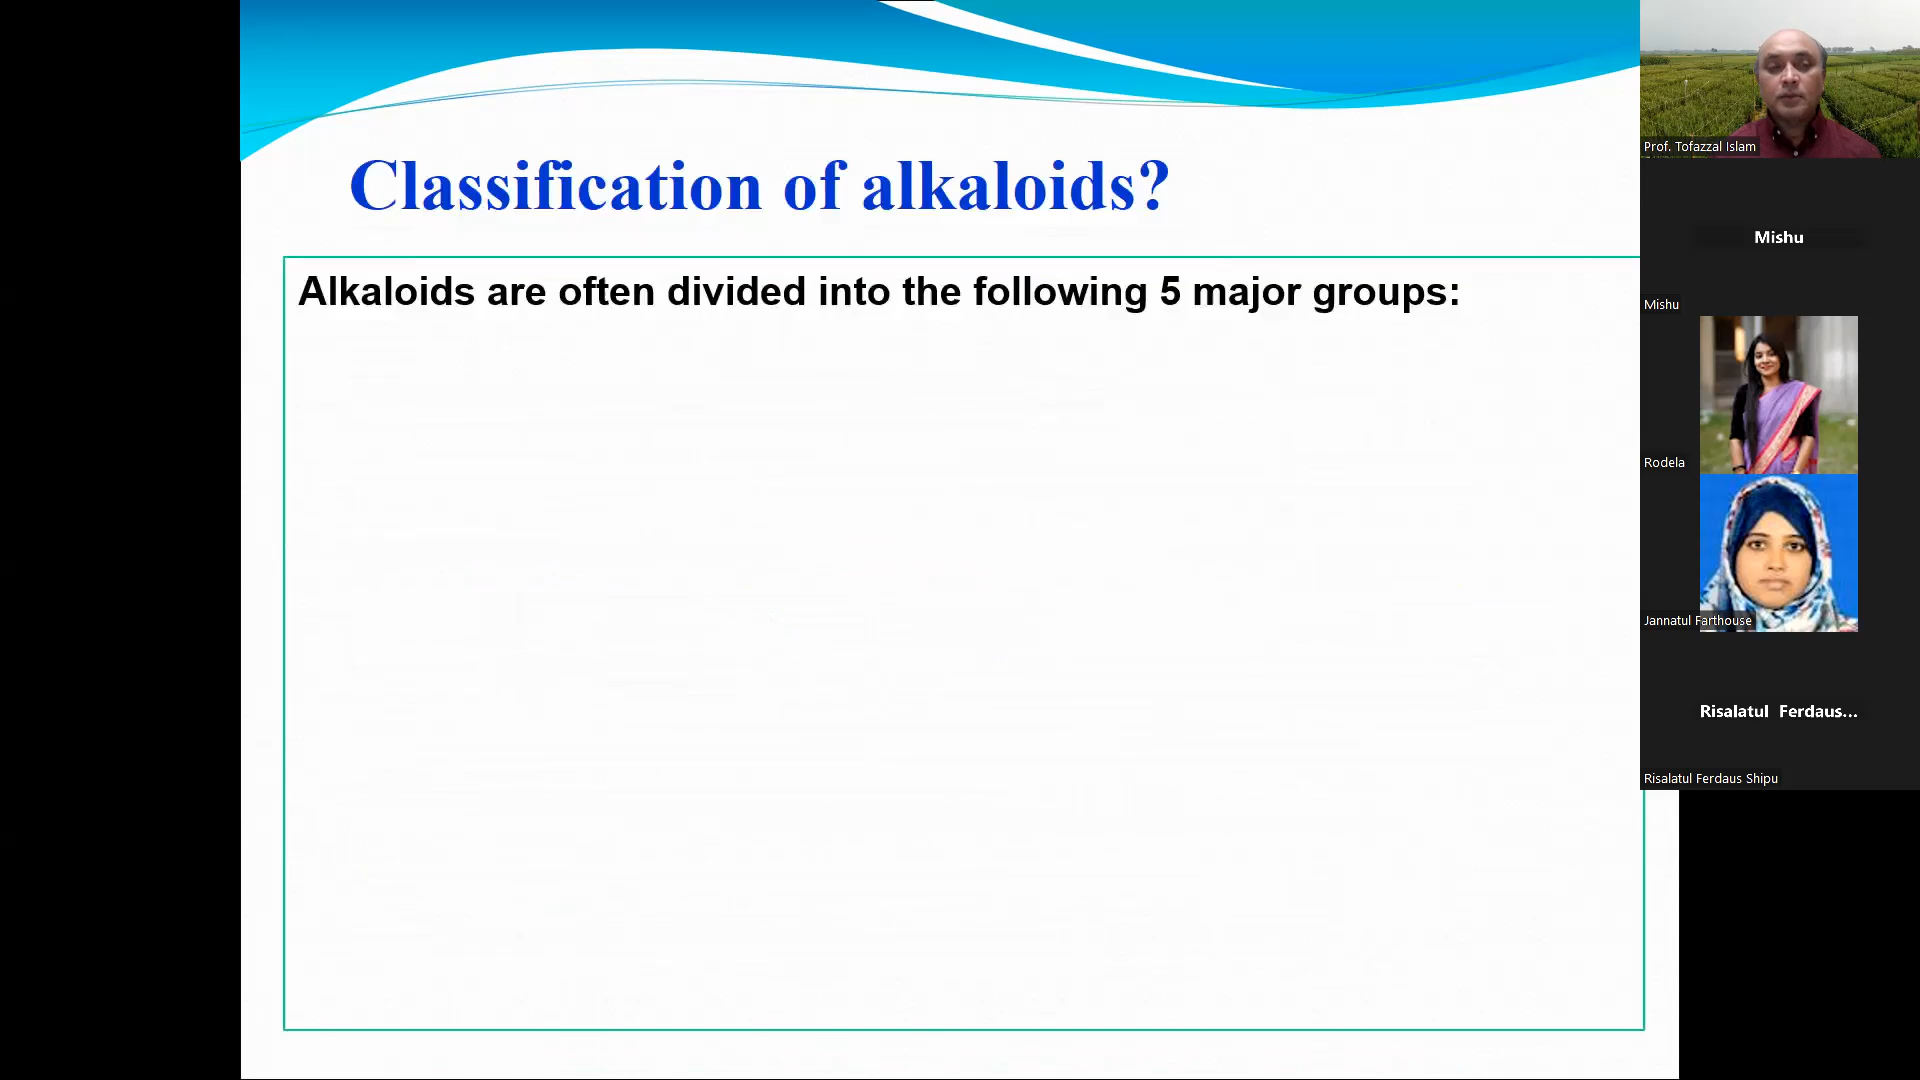 Classification of alkaloids?
Alkaloids are often divided into the following 5 major groups:
Prof. Tofazzal Islam
Mishu
Mishu
Rodela
Jannatul Farthouse
Risalatul Ferdaus...
Risalatul Ferdaus Shipu